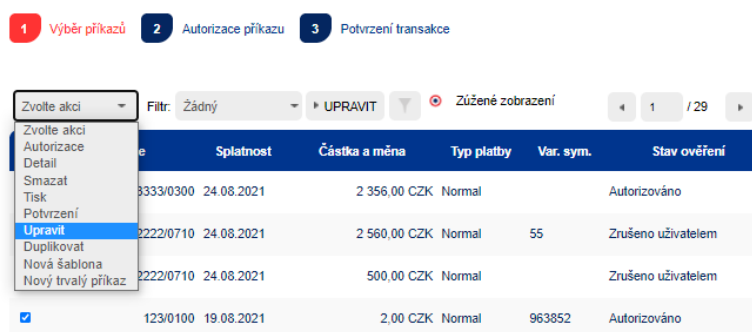 1 Výběr příkazů 2 Autorizace příkazu 3 Potvrzení transakce
Zvolte akci Filtr: Žádný UPRAVIT Zúžené zobrazení 1 / 29
Zvolte akci
Autorizace
Detail
Smazat
Tisk
Potvrzení
Upravit
Duplikovat
Nová šablona
Nový trvalý příkaz
e Splatnost Částka a měna Typ platby Var. sym. Stav ověření
3333/0300 24.08.2021 2 356,00 CZK Normal Autorizováno
2222/0710 24.08.2021 2 560,00 CZK Normal 55 Zrušeno uživatelem
2222/0710 24.08.2021 500,00 CZK Normal Zrušeno uživatelem
123/0100 19.08.2021 2,00 CZK Normal 963852 Autorizováno